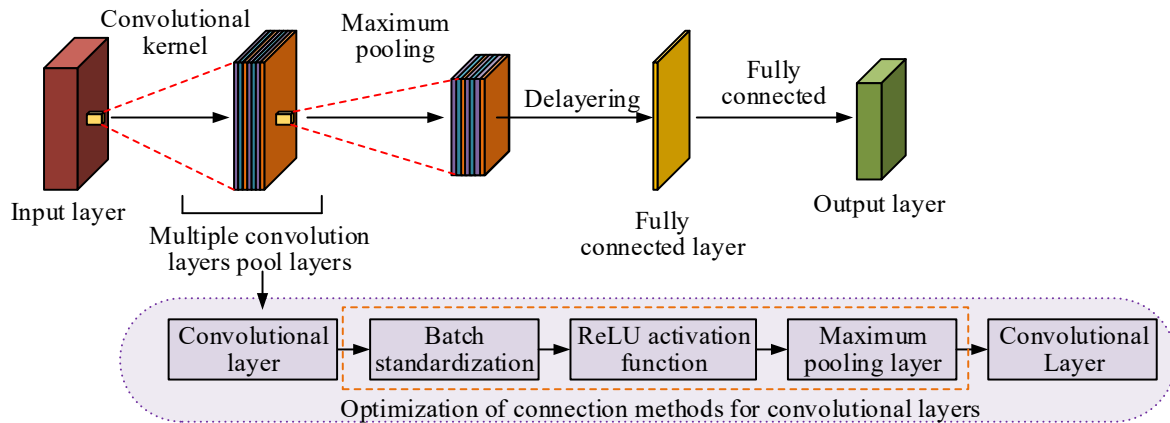 Convolutional
kernel
Maximum
pooling
Delayering
Fully
connected
Input layer
Multiple convolution
layers pool layers
Fully
connected layer
Output layer
Convolutional
layer
Batch
standardization
ReLU activation
function
Maximum
pooling layer
Convolutional
Layer
Optimization of connection methods for convolutional layers